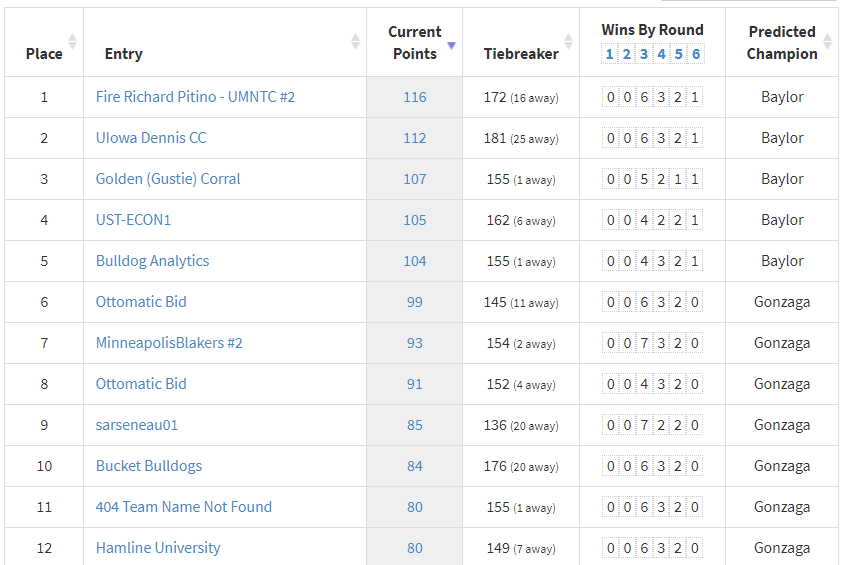 Place Entry Current Points Tiebreaker Wins By Round 1 2 3 4 5 6 Predicted Champion
1 Fire Richard Pitino - UMNTC #2 116 172 (16 away) 0 0 6 3 2 1 Baylor
2 UIowa Dennis CC 112 181 (25 away) 0 0 6 3 2 1 Baylor
3 Golden (Gustie) Corral 107 155 (1 away) 0 0 5 2 1 1 Baylor
4 UST-ECON1 105 162 (6 away) 0 0 4 2 2 1 Baylor
5 Bulldog Analytics 104 155 (1 away) 0 0 4 3 2 1 Baylor
6 Ottomatic Bid 99 145 (11 away) 0 0 6 3 2 0 Gonzaga
7 MinneapolisBlakers #2 93 154 (2 away) 0 0 7 3 2 0 Gonzaga
8 Ottomatic Bid 91 152 (4 away) 0 0 4 3 2 0 Gonzaga
9 sarseneau01 85 136 (20 away) 0 0 7 2 2 0 Gonzaga
10 Bucket Bulldogs 84 176 (20 away) 0 0 6 3 2 0 Gonzaga
11 404 Team Name Not Found 80 155 (1 away) 0 0 6 3 2 0 Gonzaga
12 Hamline University 80 149 (7 away) 0 0 6 3 2 0 Gonzaga